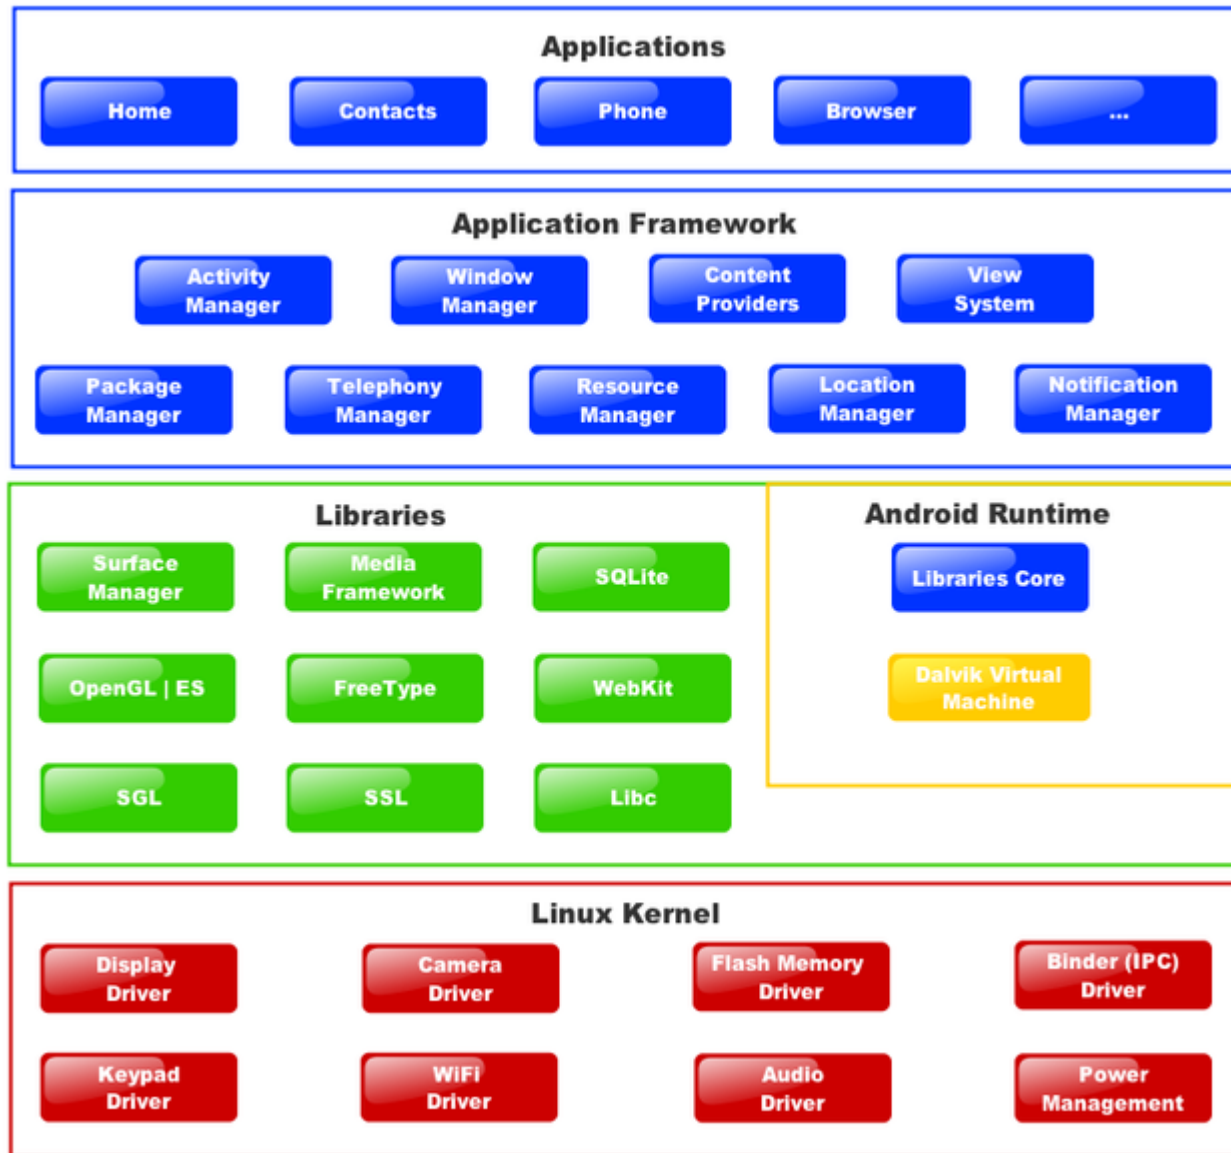 Applications
Home
Contacts
Phone
Browser
...
Application Framework
Activity
Manager
Window
Manager
Content
Providers
View
System
Package
Manager
Telephony
Manager
Resource
Manager
Location
Manager
Notification
Manager
Libraries
Surface
Manager
Media
Framework
SQLite
OpenGL | ES
FreeType
WebKit
SGL
SSL
Libc
Android Runtime
Libraries Core
Dalvik Virtual
Machine
Linux Kernel
Display
Driver
Camera
Driver
Flash Memory
Driver
Binder (IPC)
Driver
Keypad
Driver
WiFi
Driver
Audio
Driver
Power
Management